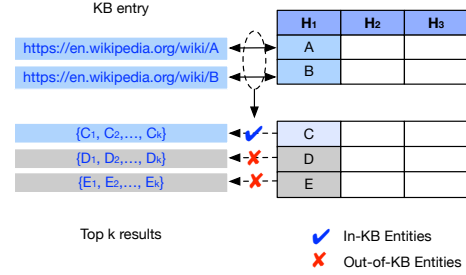 KB entry
H1 H2 H3
https://en.wikipedia.org/wiki/A
A
https://en.wikipedia.org/wiki/B
B
{C1, C2,..., Ck}
C
{D1, D2,..., Dk}
D
{E1, E2,..., Ek}
E
Top k results
✔ In-KB Entities
✘ Out-of-KB Entities